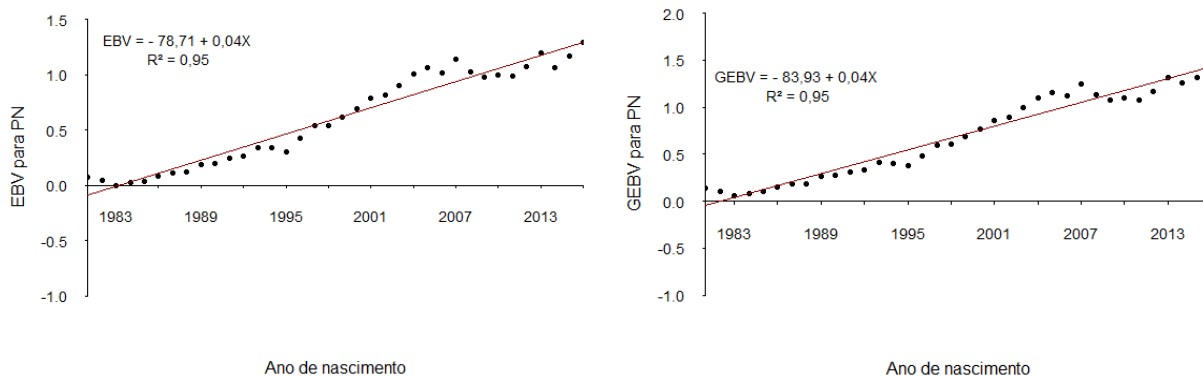 1.5
EBV = - 78,71 + 0,04X
R² = 0,95
1.0
0.5
0.0
-0.5
-1.0
EBV para PN
1983 1989 1995 2001 2007 2013
Ano de nascimento
2.0
1.5
GEBV = - 83,93 + 0,04X
R² = 0,95
1.0
0.5
0.0
-0.5
-1.0
GEBV para PN
1983 1989 1995 2001 2007 2013
Ano de nascimento